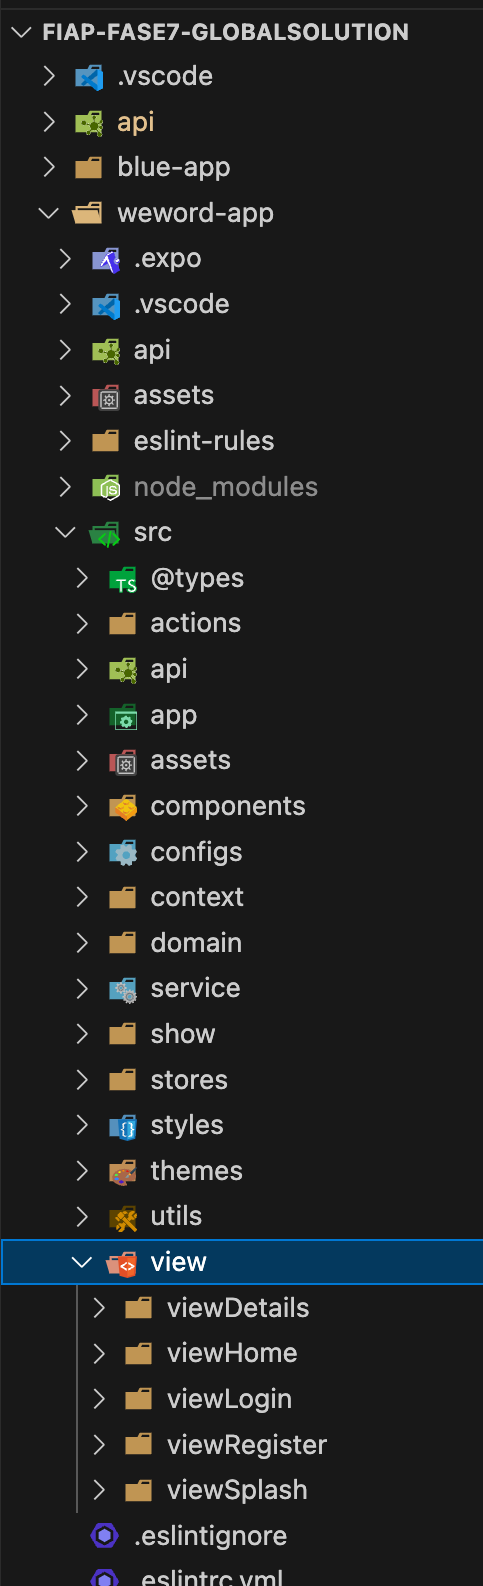 FIAP-FASE7-GLOBALSOLUTION
.vscode
api
blue-app
weword-app
.expo
.vscode
api
assets
eslint-rules
node_modules
src
@types
actions
api
app
assets
components
configs
context
domain
service
show
stores
styles
themes
utils
view
viewDetails
viewHome
viewLogin
viewRegister
viewSplash
.eslintignore
.eslintrc.yml